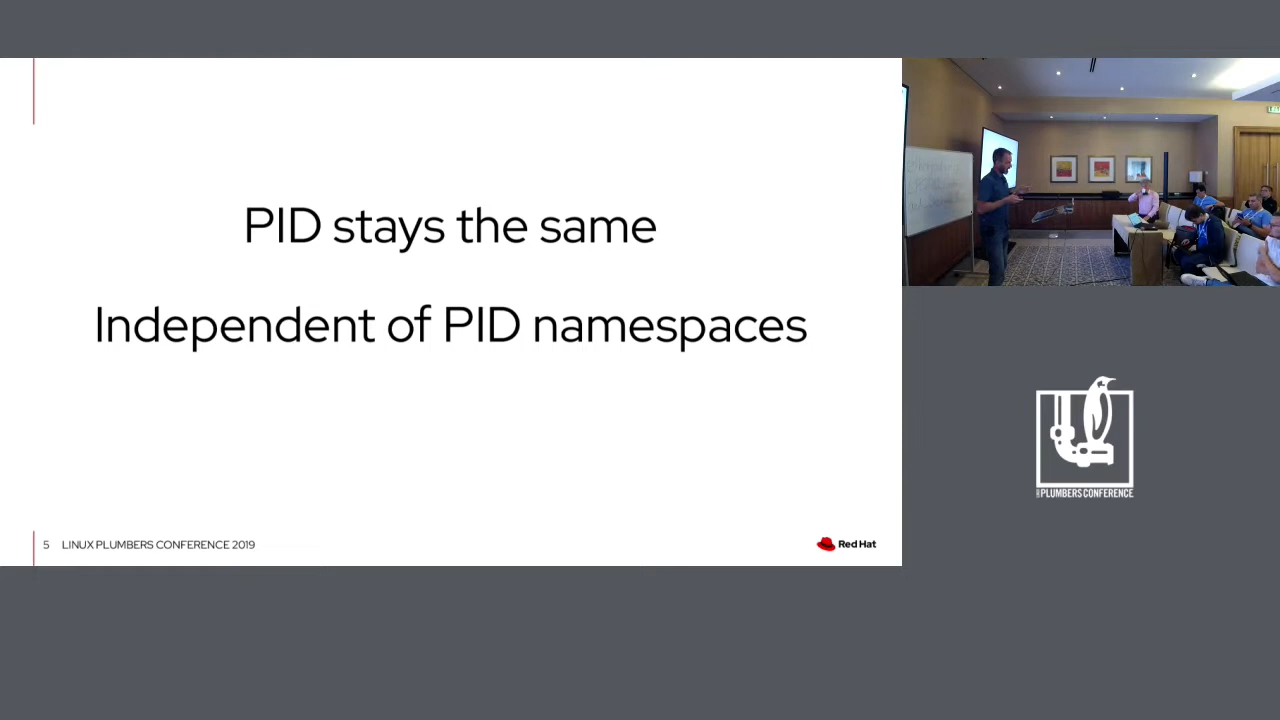 PID stays the same
Independent of PID namespaces
5 LINUX PLUMBERS CONFERENCE 2019
Red Hat
PLUMBERS CONFERENCE